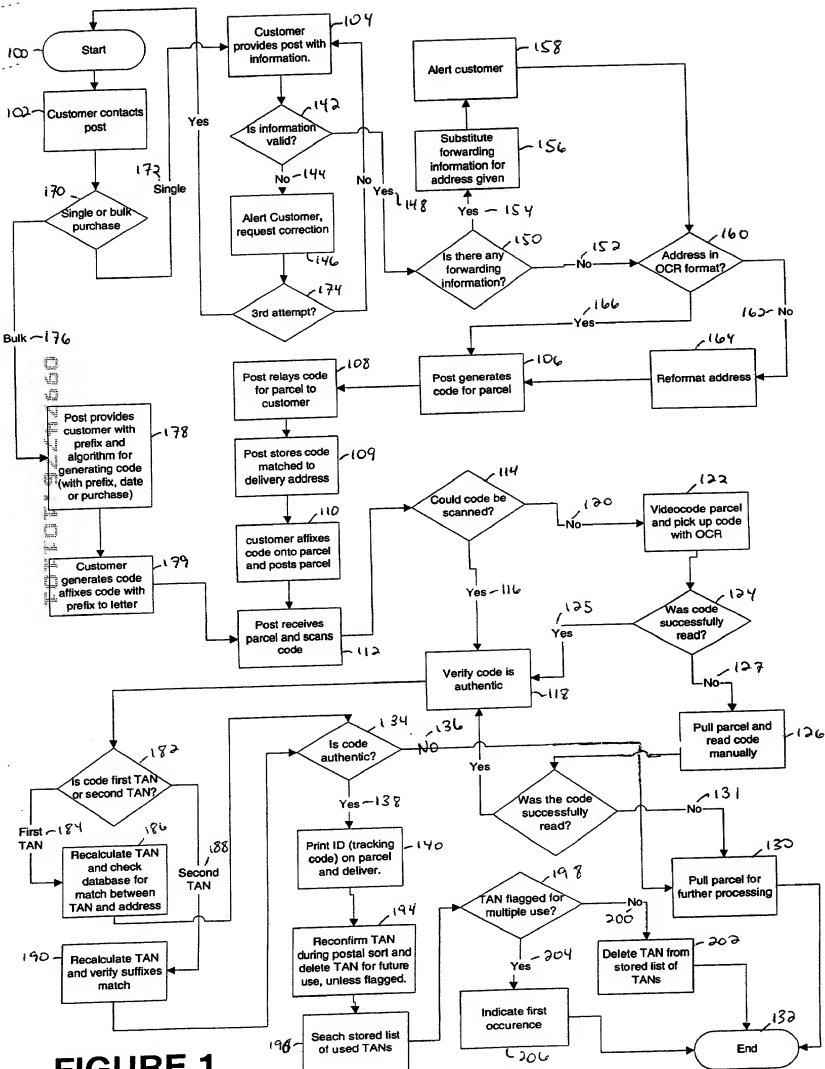 100
Start
102
Customer contacts
post
170
Single or bulk
purchase
172
Single
Yes
104
Customer
provides post with
information.
142
Is information
valid?
No
144
Alert Customer,
request correction
146
174
3rd attempt?
No
Yes
148
158
Alert customer
Substitute
forwarding
information for
address given
156
Yes
154
150
Is there any
forwarding
information?
No
152
160
Address in
OCR format?
166
Yes
162
No
164
Reformat address
106
Post generates
code for parcel
108
Post relays code
for parcel to
customer
Post stores code
matched to
delivery address
109
110
customer affixes
code onto parcel
and posts parcel
Post receives
parcel and scans
code
112
Bulk
176
Post provides
customer with
prefix and
algorithm for
generating code
(with prefix, date
or purchase)
178
Customer
generates code
affixes code with
prefix to letter
179
114
Could code be
scanned?
No
120
122
Videocode parcel
and pick up code
with OCR
Yes
116
124
Was code
successfully
read?
125
Yes
No
127
Pull parcel and
read code
manually
126
Verify code is
authentic
118
Yes
Was the code
successfully
read?
No
131
130
Pull parcel for
further processing
182
Is code first TAN
or second TAN?
First
TAN
184
186
Recalculate TAN
and check
database for
match between
TAN and address
188
Second
TAN
190
Recalculate TAN
and verify suffixes
match
134
Is code
authentic?
136
NO
Yes
138
Print ID (tracking
code) on parcel
and deliver.
140
194
Reconfirm TAN
during postal sort and
delete TAN for future
use, unless flagged.
Seach stored list
of used TANs
198
TAN flagged for
multiple use?
No
200
Yes
204
202
Delete TAN from
stored list of
TANs
Indicate first
occurence
206
132
End
FIGURE 1